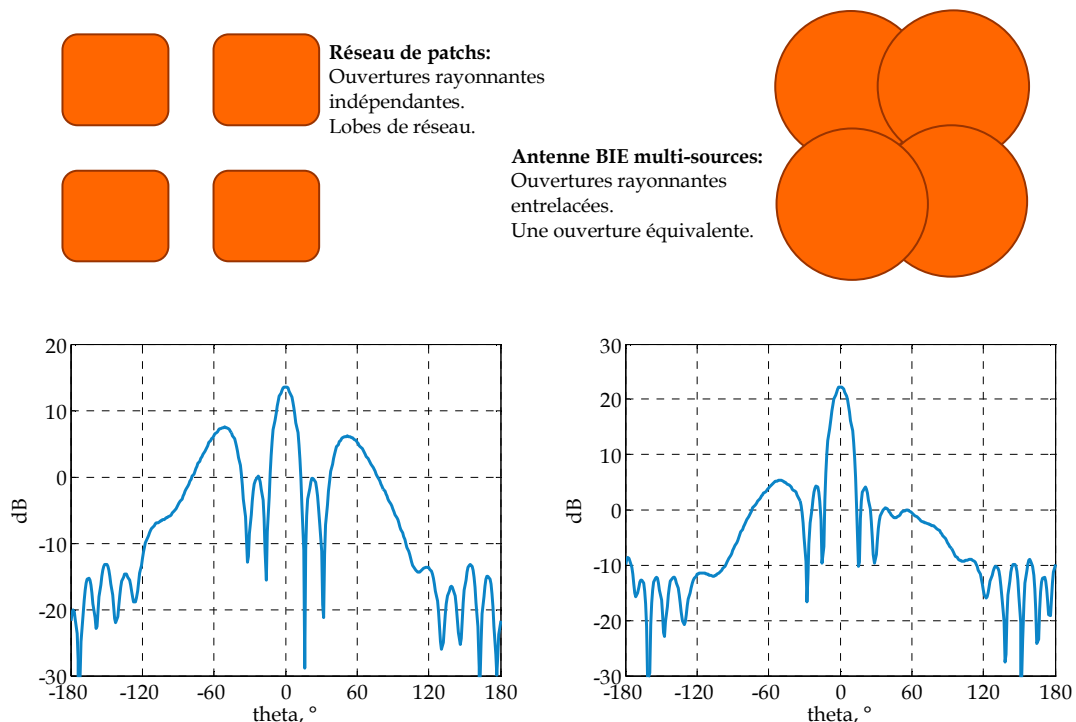 Réseau de patchs:
Ouvertures rayonnantes
indépendantes.
Lobes de réseau.
Antenne BIE multi-sources:
Ouvertures rayonnantes
entrelacées.
Une ouverture équivalente.
20
10
0
-10
-20
-30
dB
-180 -120 -60 0 60 120 180
theta, °
30
20
10
0
-10
-20
-30
dB
-180 -120 -60 0 60 120 180
theta, °